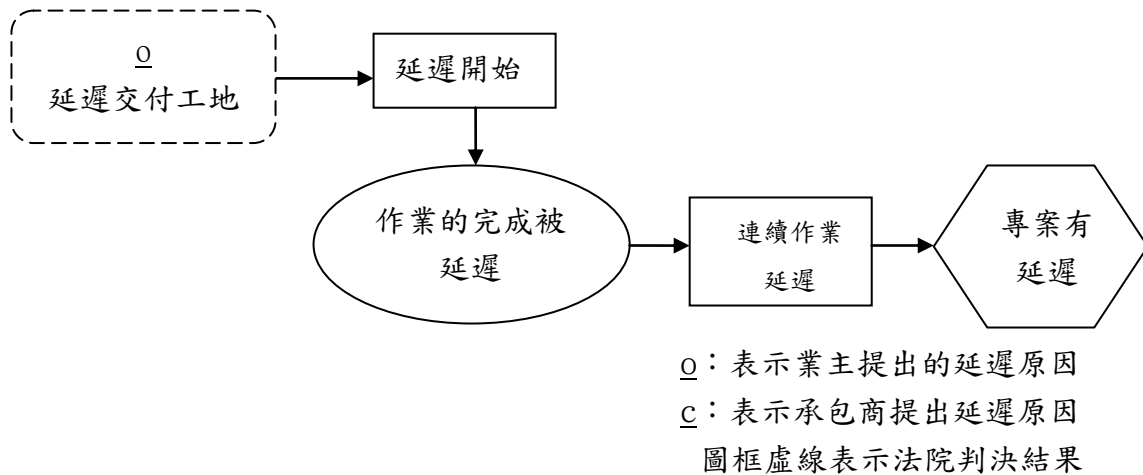 o
延遲交付工地
延遲開始
作業的完成被
延遲
連續作業
延遲
專案有
延遲
o：表示業主提出的延遲原因
c：表示承包商提出延遲原因
圖框虛線表示法院判決結果